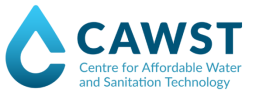 CAWST
Centre for Affordable Water
and Sanitation Technology